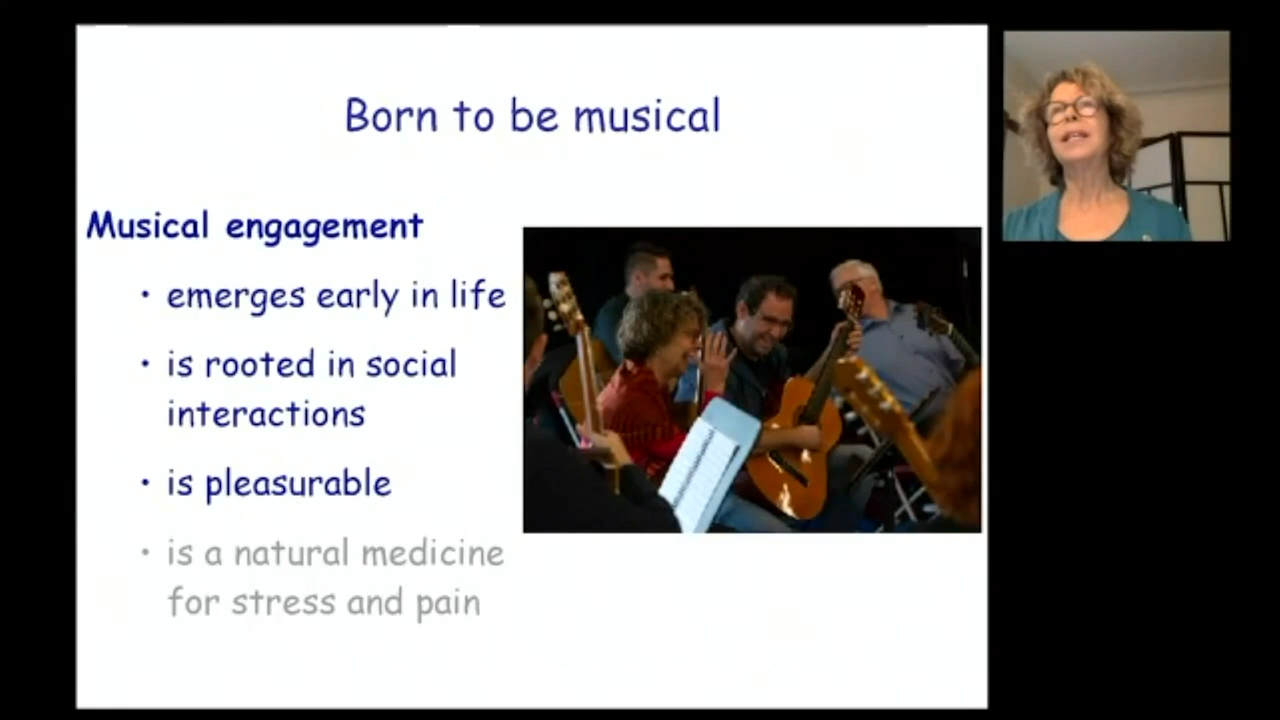 Born to be musical
Musical engagement
• emerges early in life
• is rooted in social
interactions
• is pleasurable
• is a natural medicine
for stress and pain